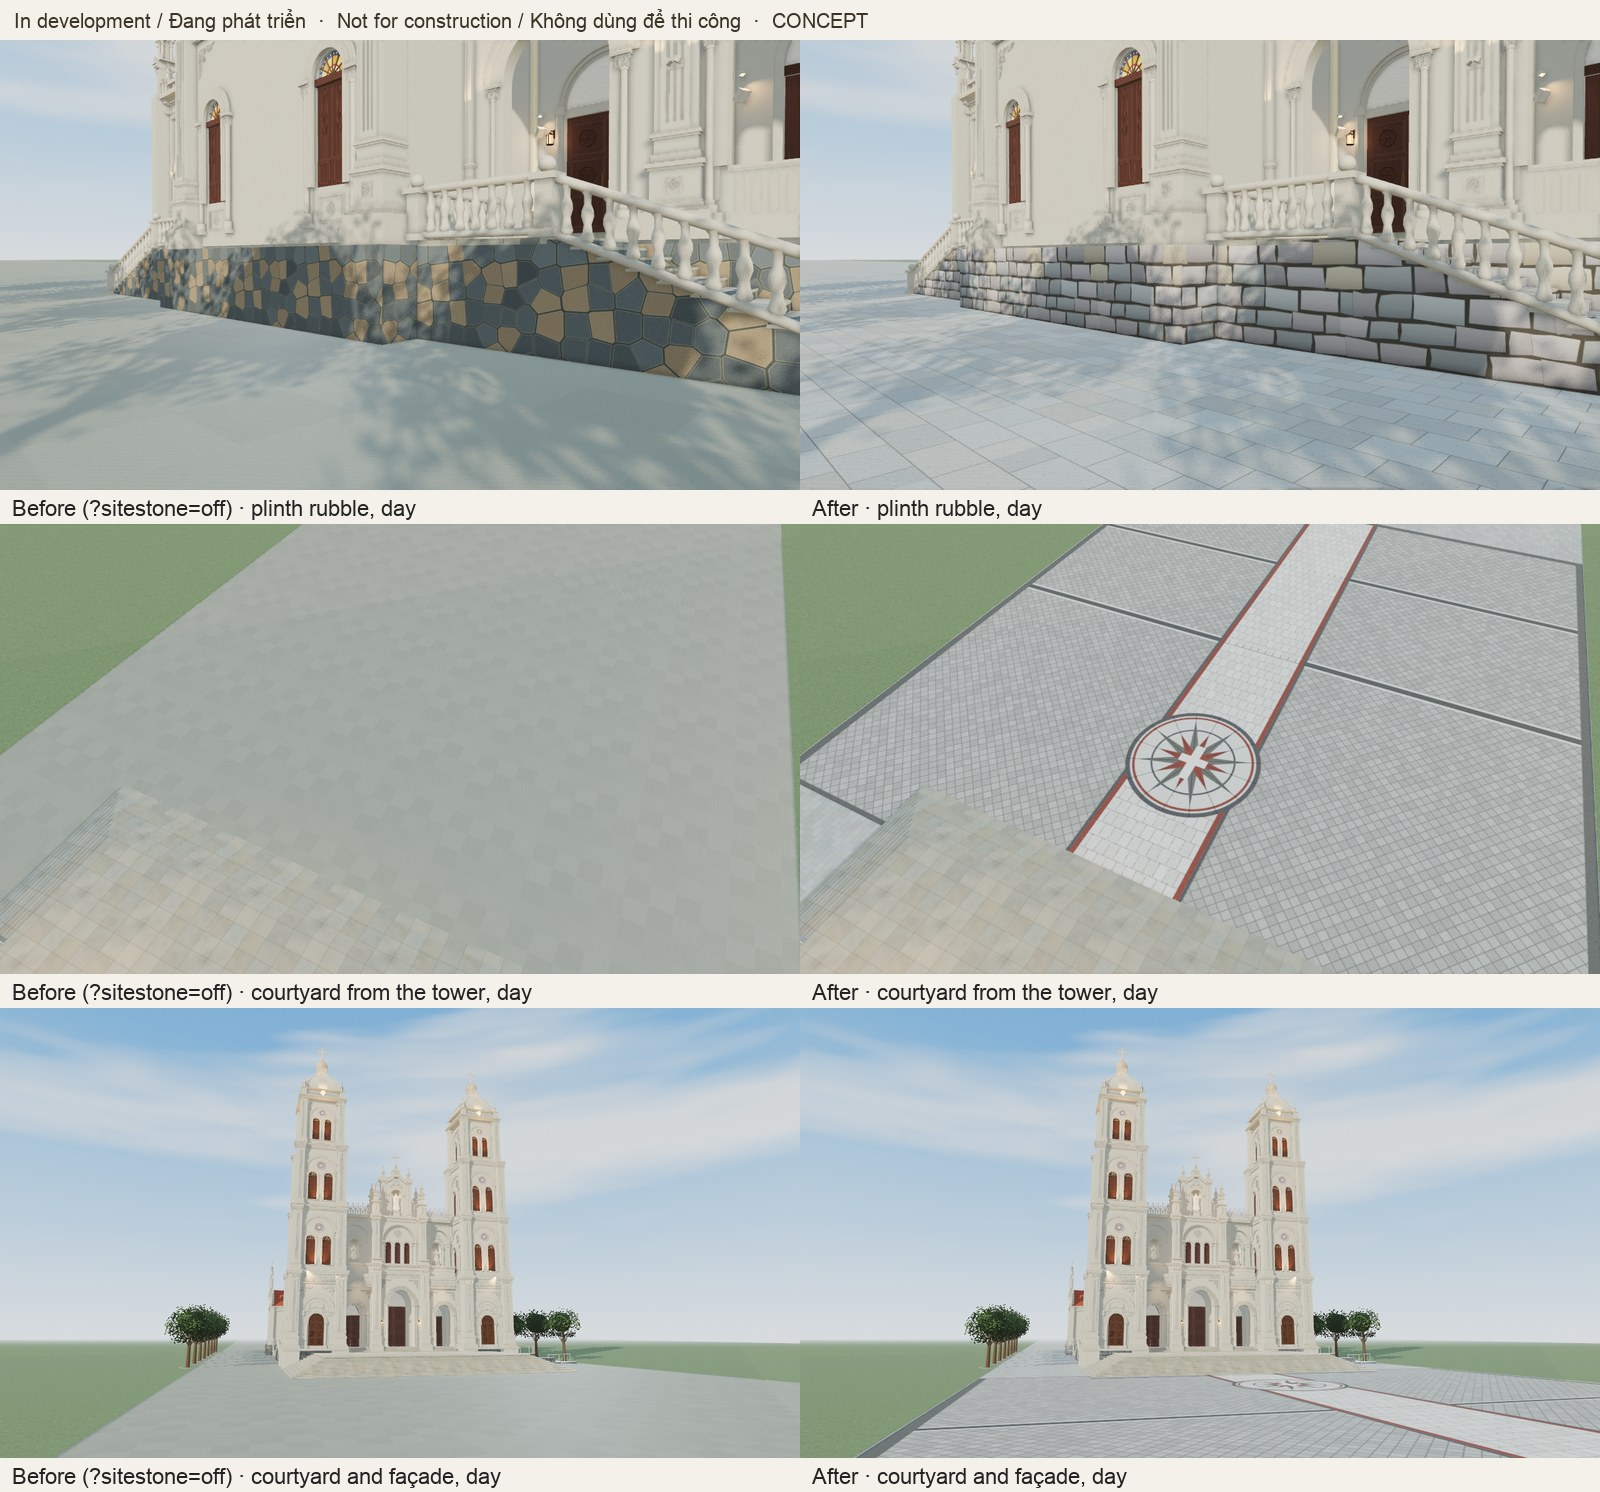 In development / Đang phát triển · Not for construction / Không dùng để thi công · CONCEPT
Before (?sitestone=off) · plinth rubble, day
After · plinth rubble, day
Before (?sitestone=off) · courtyard from the tower, day
After · courtyard from the tower, day
Before (?sitestone=off) · courtyard and façade, day
After · courtyard and façade, day